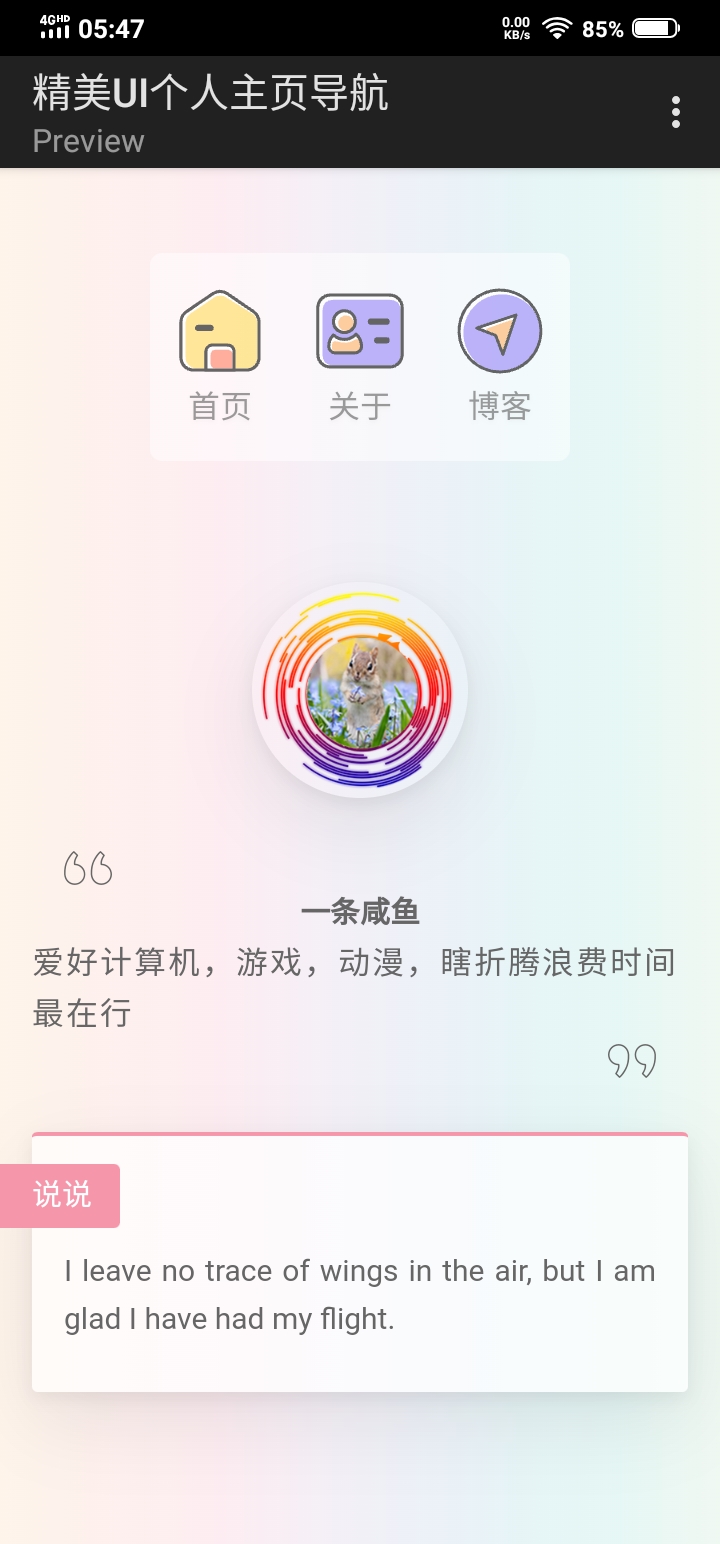 4GHD 05:47 0.00 KB/s 85%
精美UI个人主页导航
Preview
首页 关于 博客
一条咸鱼
爱好计算机，游戏，动漫，瞎折腾浪费时间
最在行
说说
I leave no trace of wings in the air, but I am
glad I have had my flight.